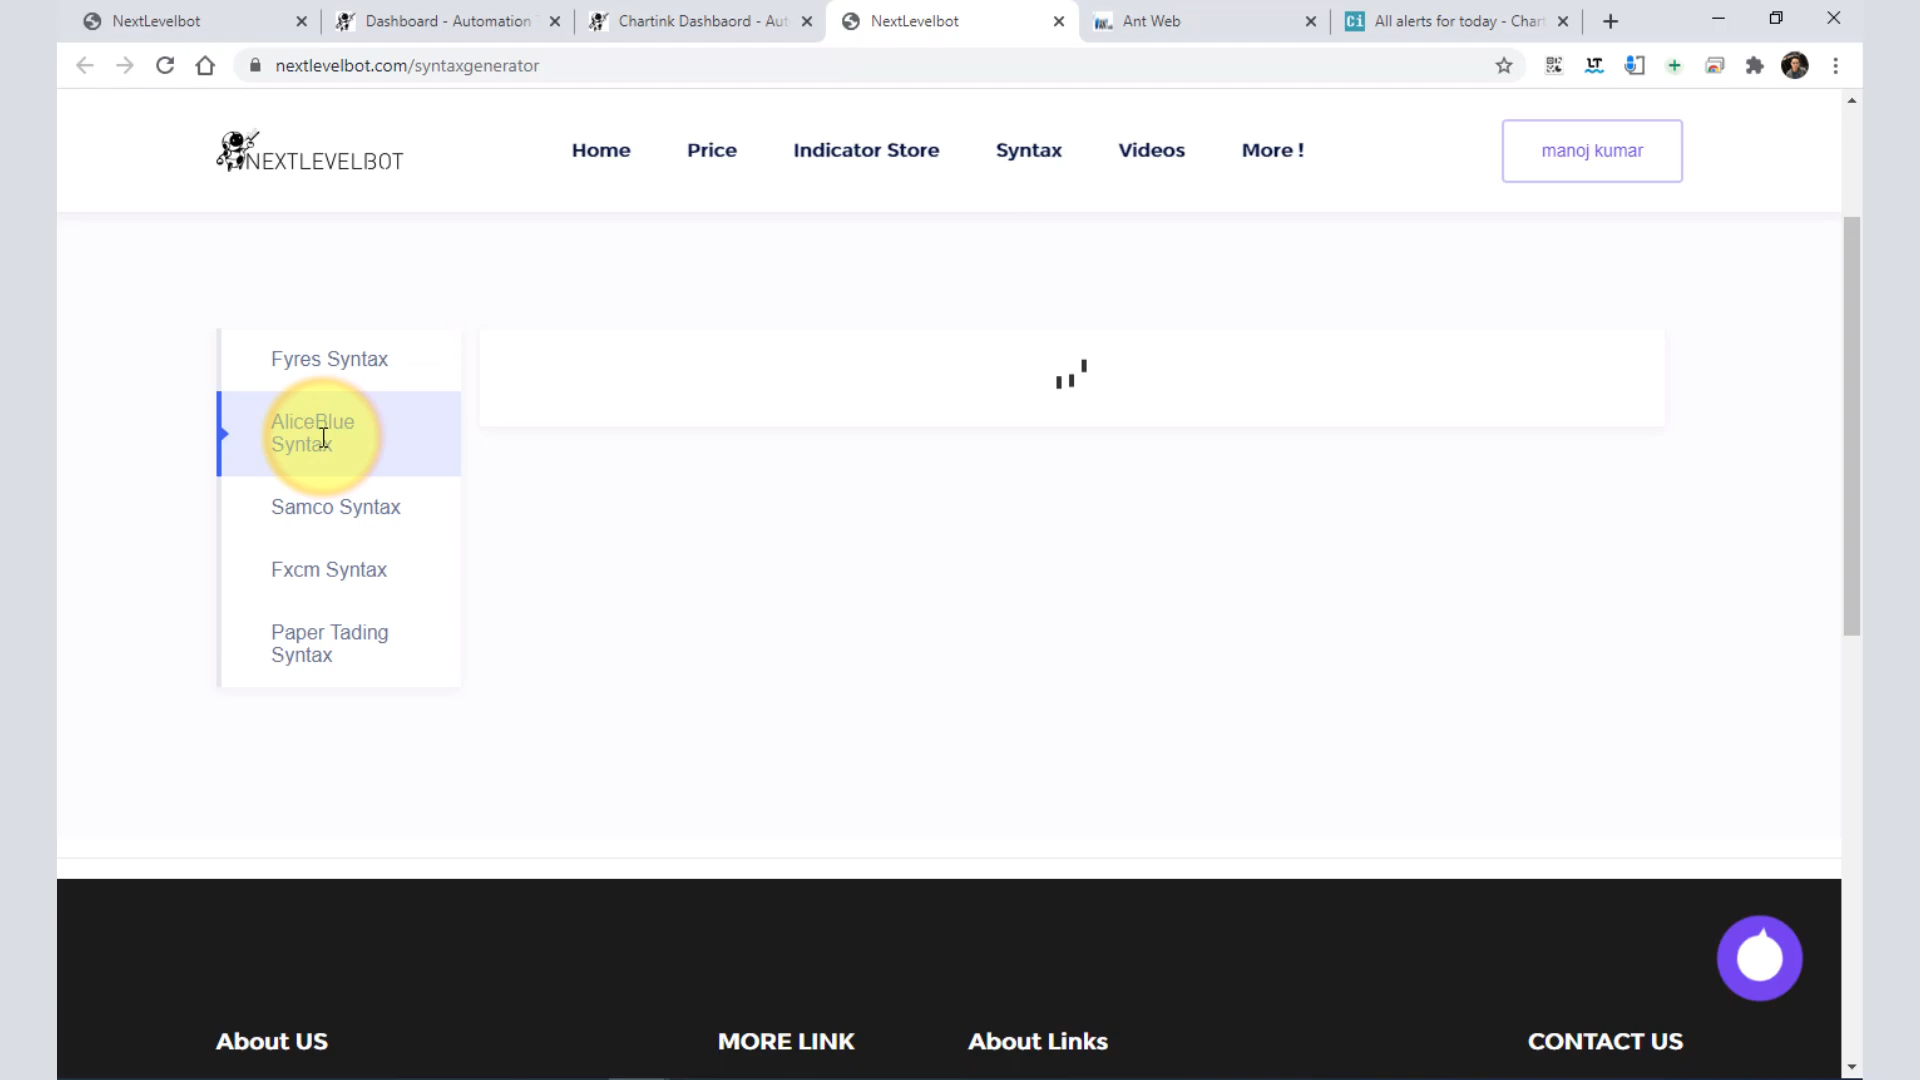 NextLevelbot
Dashboard - Automation
Chartink Dashbaord - Aut
NextLevelbot
Ant Web
Ci All alerts for today - Char
nextlevelbot.com/syntaxgenerator
LT
NEXTLEVELBOT
Home
Price
Indicator Store
Syntax
Videos
More !
manoj kumar
Fyres Syntax
AliceBlue
Syntax
Samco Syntax
Fxcm Syntax
Paper Tading
Syntax
About US
MORE LINK
About Links
CONTACT US